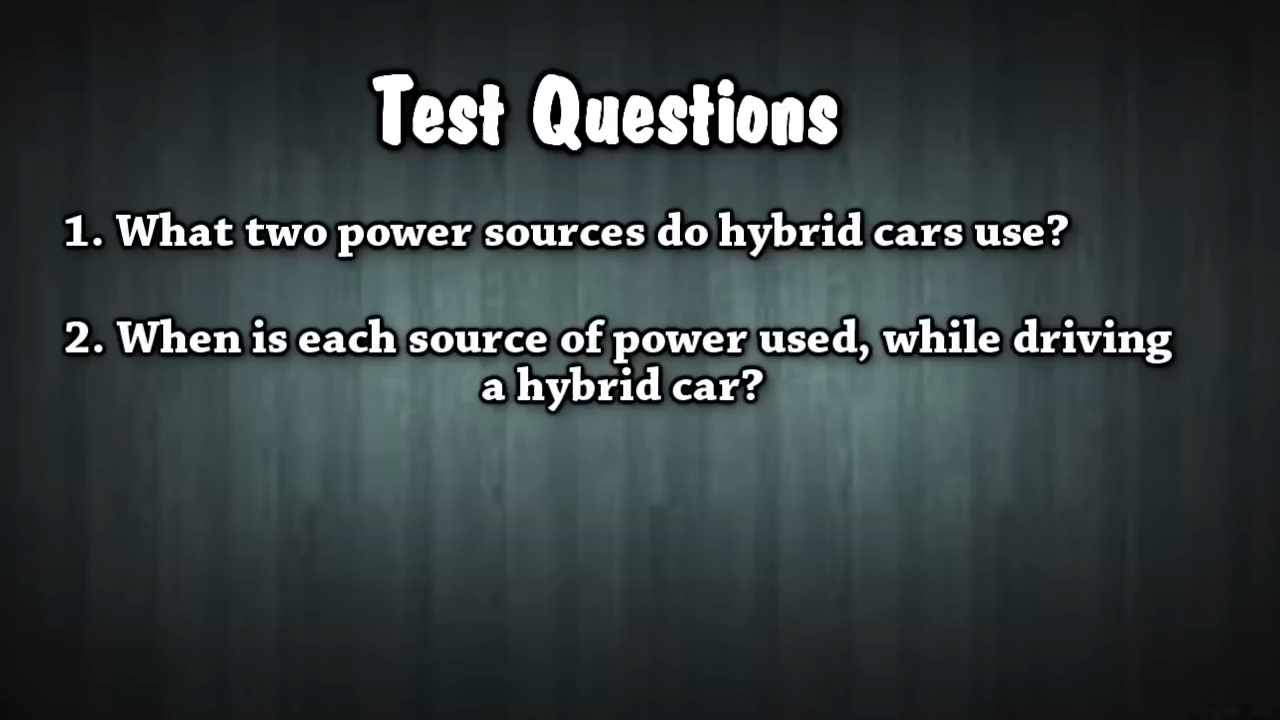 Test Questions
1. What two power sources do hybrid cars use?
2. When is each source of power used, while driving
a hybrid car?